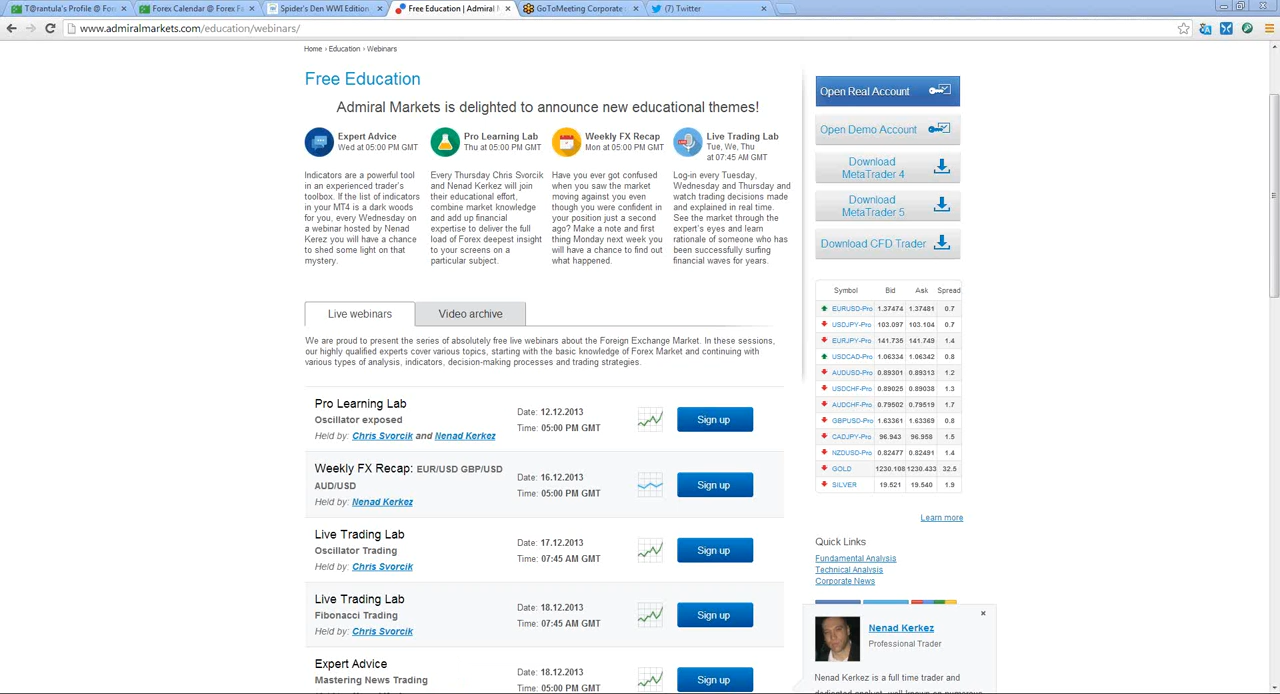 T@rantula's Profile @ For
Forex Calendar @ Forex Fa
Spider's Den WWI Edition
Free Education | Admiral M
GoToMeeting Corporate
(7) Twitter
www.admiralmarkets.com/education/webinars/
Home › Education › Webinars
Free Education
Admiral Markets is delighted to announce new educational themes!
Expert Advice
Wed at 05:00 PM GMT
Indicators are a powerful tool
in an experienced trader's
toolbox. If the list of indicators
in your MT4 is a dark woods
for you, every Wednesday on
a webinar hosted by Nenad
Kerez you will have a chance
to shed some light on that
mystery.
Pro Learning Lab
Thu at 05:00 PM GMT
Every Thursday Chris Svorcik
and Nenad Kerkez will join
their educational effort,
combine market knowledge
and add up financial
expertise to deliver the full
load of Forex deepest insight
to your screens on a
particular subject.
Weekly FX Recap
Mon at 05:00 PM GMT
Have you ever got confused
when you saw the market
moving against you even
though you were confident in
your position just a second
ago? Make a note and first
thing Monday next week you
will have a chance to find out
what happened.
Live Trading Lab
Tue, We, Thu
at 07:45 AM GMT
Log-in every Tuesday,
Wednesday and Thursday and
watch trading decisions made
and explained in real time.
See the market through the
expert's eyes and learn
rationale of someone who has
been successfully surfing
financial waves for years.
Live webinars
Video archive
We are proud to present the series of absolutely free live webinars about the Foreign Exchange Market. In these sessions,
our highly qualified experts cover various topics, starting with the basic knowledge of Forex Market and continuing with
various types of analysis, indicators, decision-making processes and trading strategies.
Pro Learning Lab
Oscillator exposed
Held by: Chris Svorcik and Nenad Kerkez
Date: 12.12.2013
Time: 05:00 PM GMT
Sign up
Weekly FX Recap: EUR/USD GBP/USD
AUD/USD
Held by: Nenad Kerkez
Date: 16.12.2013
Time: 05:00 PM GMT
Sign up
Live Trading Lab
Oscillator Trading
Held by: Chris Svorcik
Date: 17.12.2013
Time: 07:45 AM GMT
Sign up
Live Trading Lab
Fibonacci Trading
Held by: Chris Svorcik
Date: 18.12.2013
Time: 07:45 AM GMT
Sign up
Expert Advice
Mastering News Trading
Date: 18.12.2013
Time: 05:00 PM GMT
Sign up
Open Real Account
Open Demo Account
Download
MetaTrader 4
Download
MetaTrader 5
Download CFD Trader
Symbol Bid Ask Spread
EURUSD-Pro 1.37474 1.37481 0.7
USDJPY-Pro 103.097 103.104 0.7
EURJPY-Pro 141.735 141.749 1.4
USDCAD-Pro 1.06334 1.06342 0.8
AUDUSD-Pro 0.89301 0.89313 1.2
USDCHF-Pro 0.89025 0.89038 1.3
AUDCHF-Pro 0.79502 0.79519 1.7
GBPUSD-Pro 1.63361 1.63369 0.8
CADJPY-Pro 96.943 96.958 1.5
NZDUSD-Pro 0.82477 0.82491 1.4
GOLD 1230.108 1230.433 32.5
SILVER 19.521 19.540 1.9
Learn more
Quick Links
Fundamental Analysis
Technical Analysis
Corporate News
Nenad Kerkez
Professional Trader
Nenad Kerkez is a full time trader and